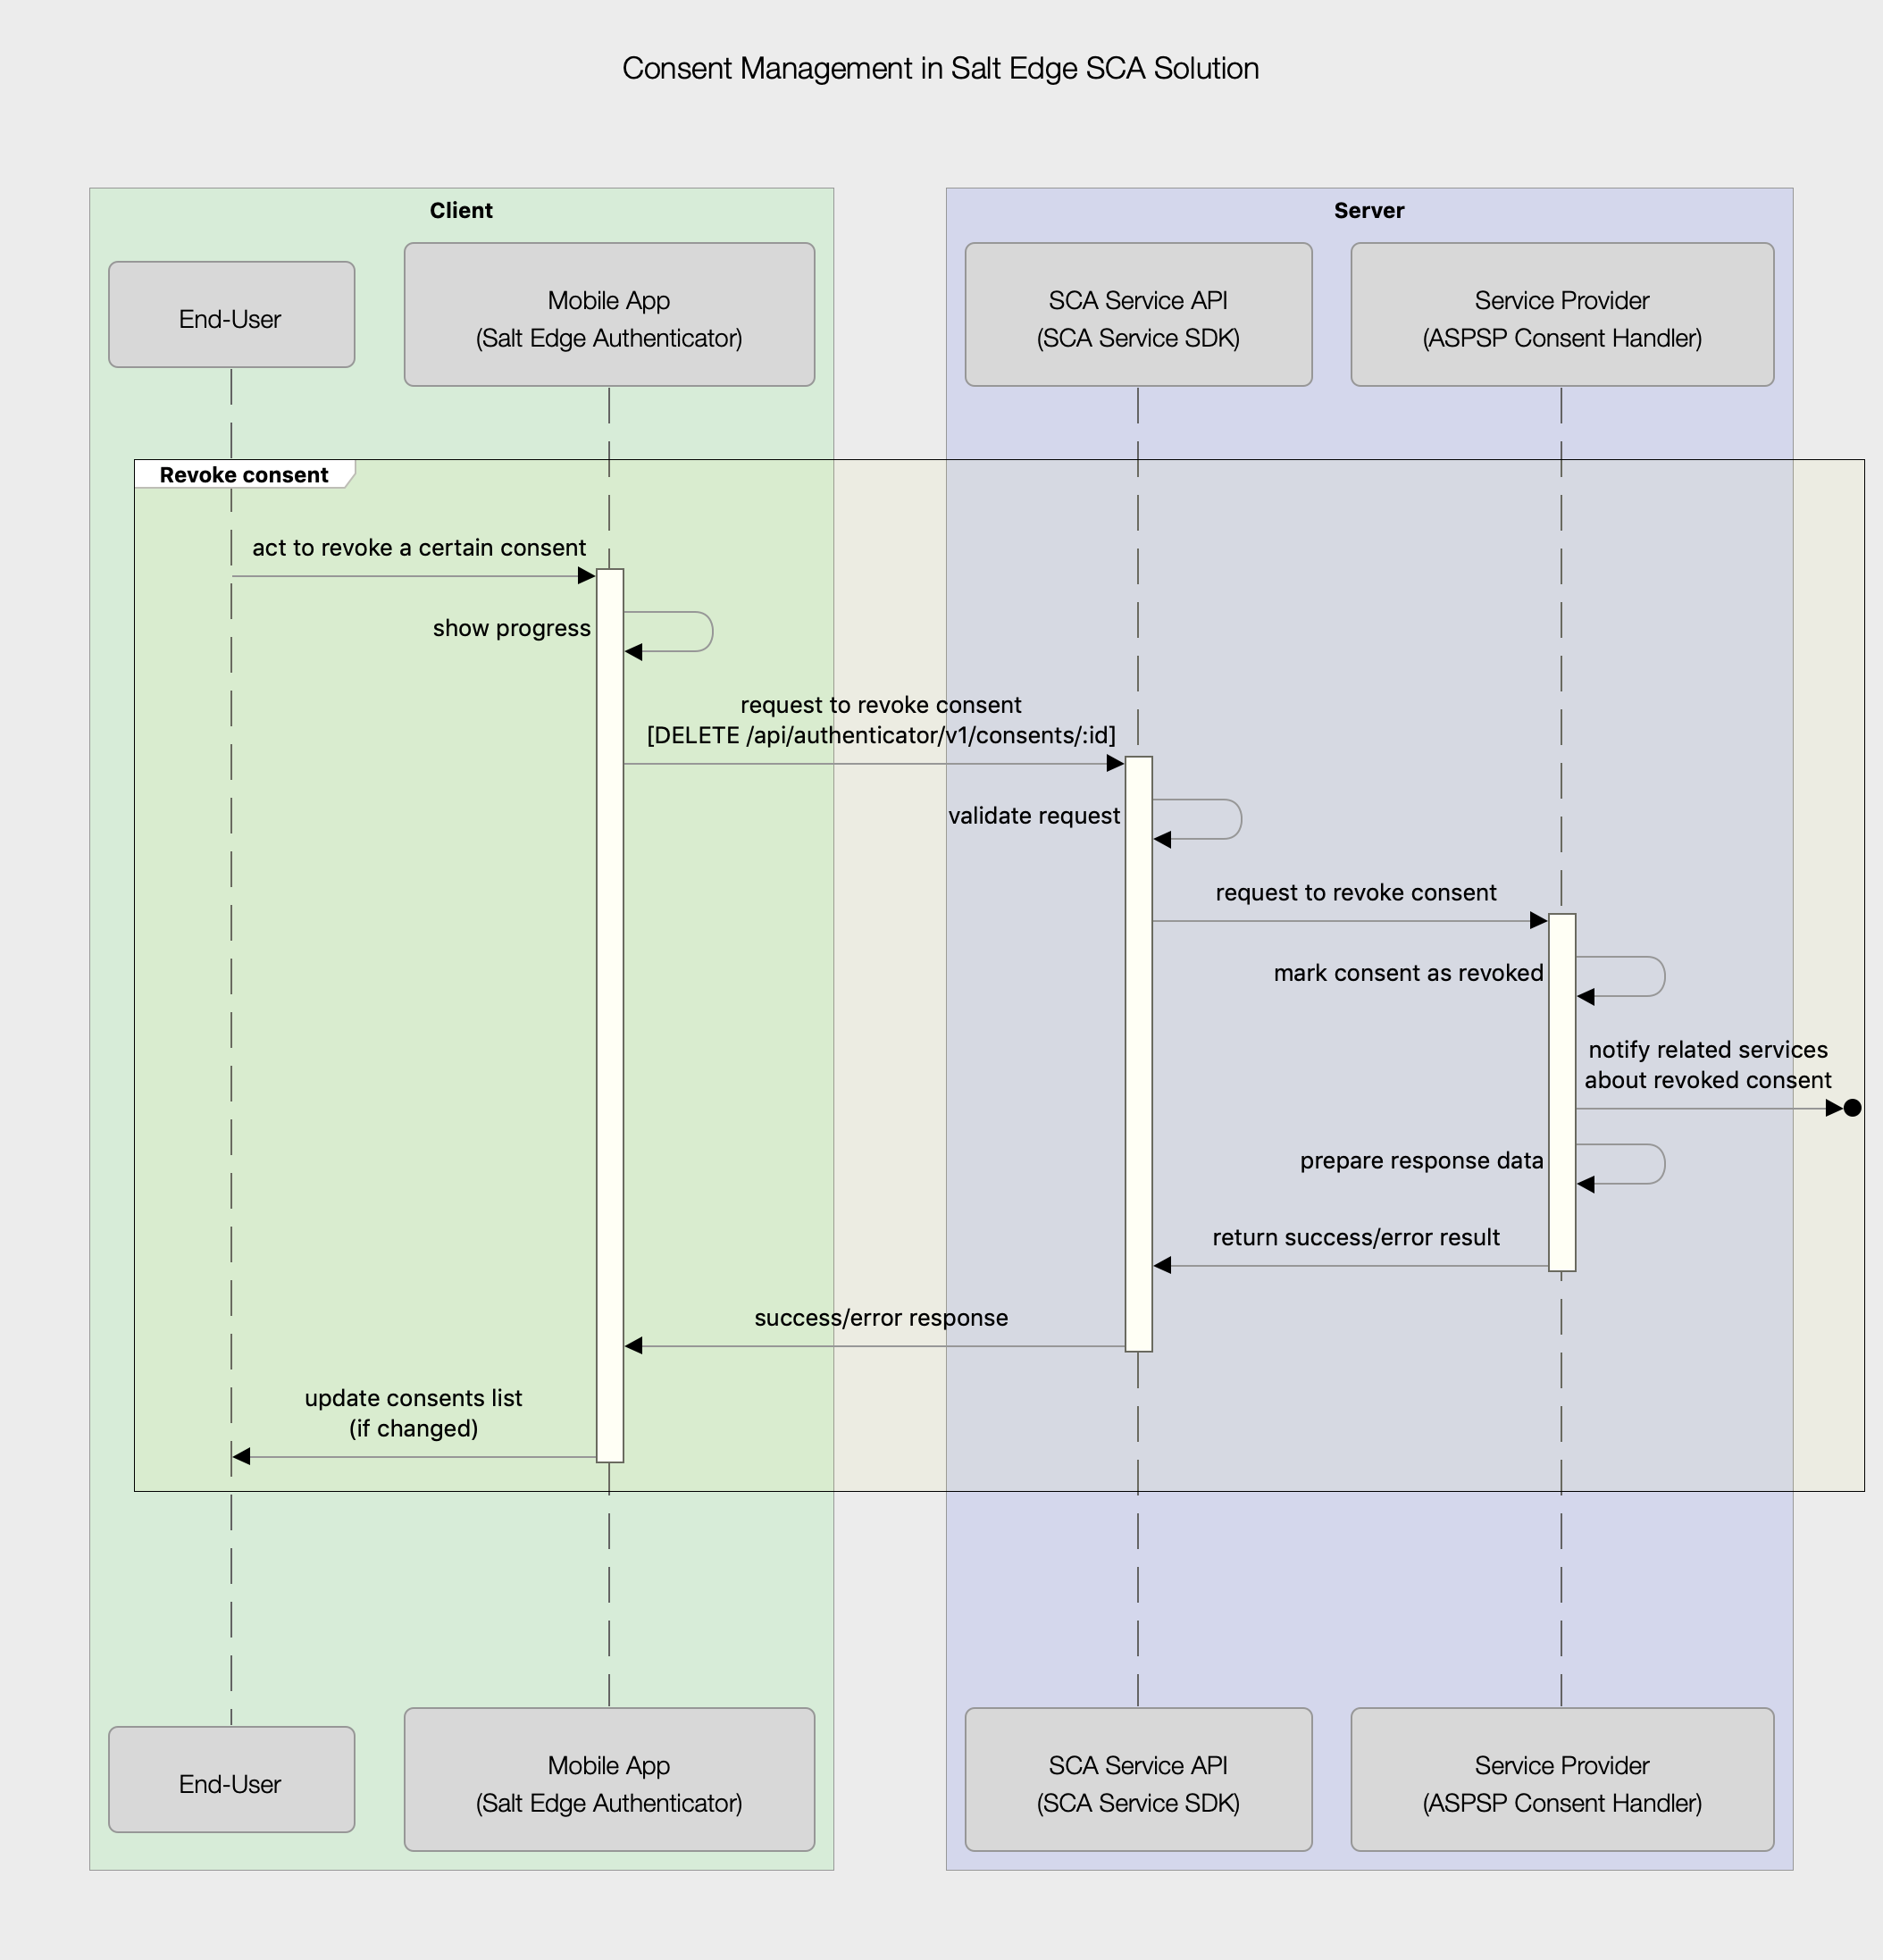 Consent Management in Salt Edge SCA Solution
Client
Server
End-User
Mobile App
(Salt Edge Authenticator)
SCA Service API
(SCA Service SDK)
Service Provider
(ASPSP Consent Handler)
Revoke consent
act to revoke a certain consent
show progress
request to revoke consent
[DELETE /api/authenticator/v1/consents/:id]
validate request
request to revoke consent
mark consent as revoked
notify related services
about revoked consent
prepare response data
return success/error result
success/error response
update consents list
(if changed)
End-User
Mobile App
(Salt Edge Authenticator)
SCA Service API
(SCA Service SDK)
Service Provider
(ASPSP Consent Handler)